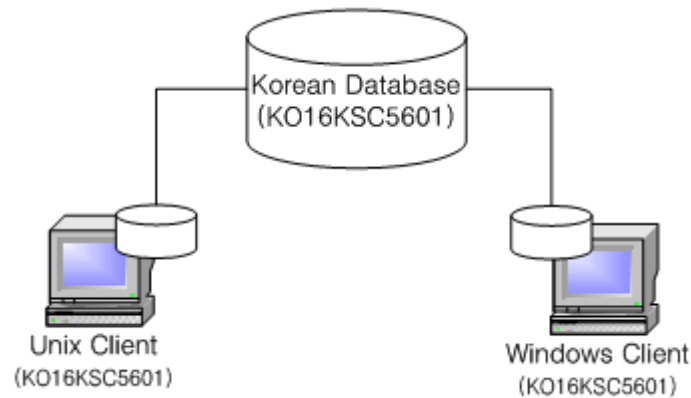 Korean Database
(KO16KSC5601)
Unix Client
(KO16KSC5601)
Windows Client
(KO16KSC5601)